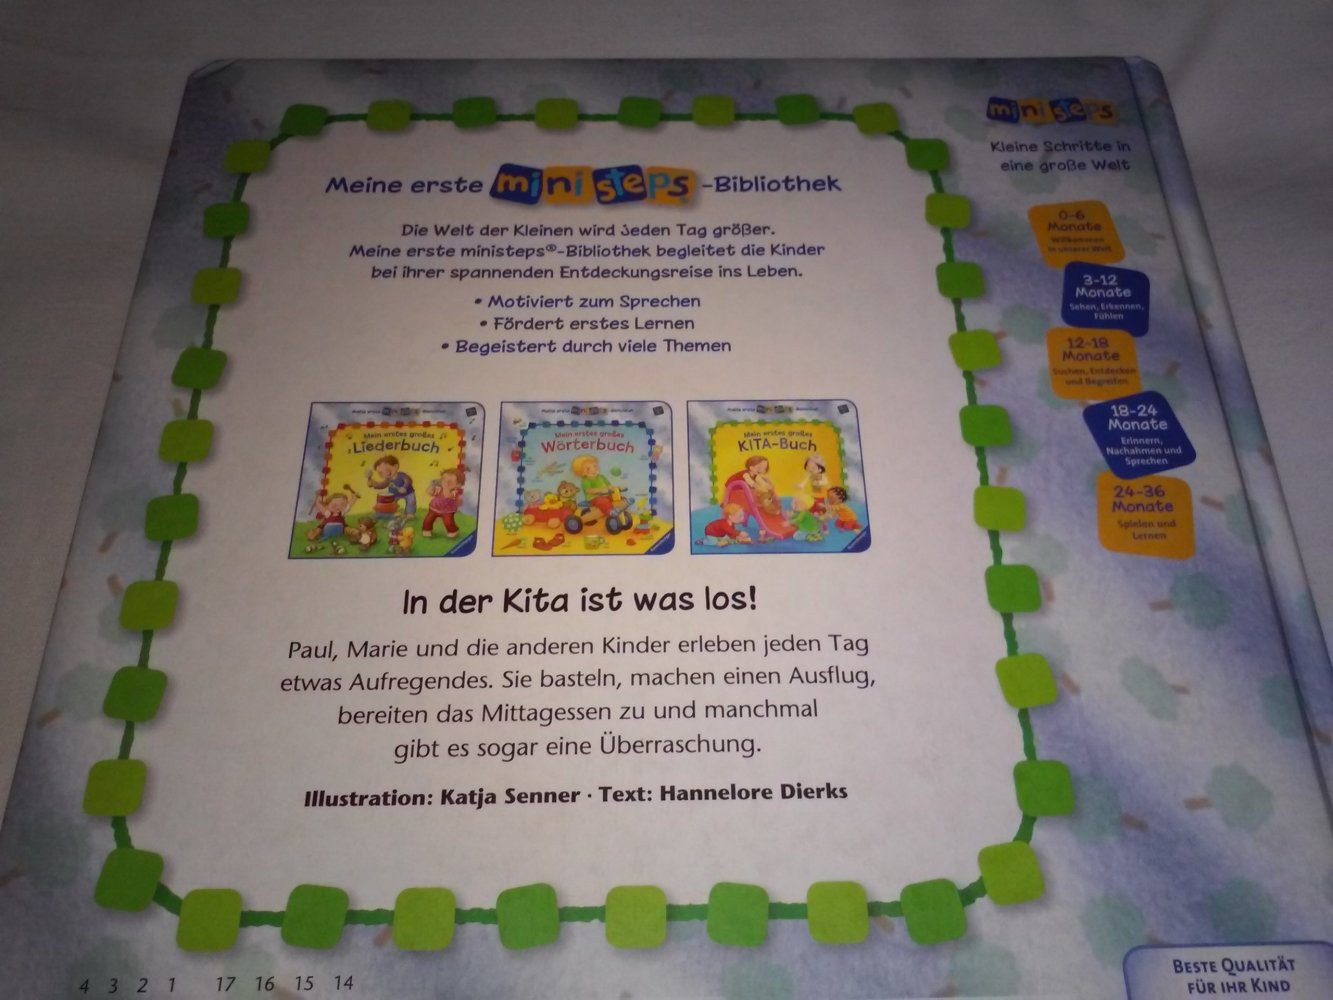 Meine erste ministeps-Bibliothek
Die Welt der Kleinen wird jeden Tag größer.
Meine erste ministeps®-Bibliothek begleitet die Kinder
bei ihrer spannenden Entdeckungsreise ins Leben.
• Motiviert zum Sprechen
• Fördert erstes Lernen
• Begeistert durch viele Themen
Mein erstes großes
Liederbuch
Mein erstes großes
Wörterbuch
Mein erstes großes
KITA-Buch
In der Kita ist was los!
Paul, Marie und die anderen Kinder erleben jeden Tag
etwas Aufregendes. Sie basteln, machen einen Ausflug,
bereiten das Mittagessen zu und manchmal
gibt es sogar eine Überraschung.
Illustration: Katja Senner · Text: Hannelore Dierks
4 3 2 1 17 16 15 14
ministeps
Kleine Schritte in
eine große Welt
0-6
Monate
Willkommen
in unserer Welt
3-12
Monate
Sehen, Erkennen,
Fühlen
12-18
Monate
Suchen, Entdecken
und Begreifen
18-24
Monate
Erinnern,
Nachahmen und
Sprechen
24-36
Monate
Spielen und
Lernen
BESTE QUALITÄT
FÜR IHR KIND